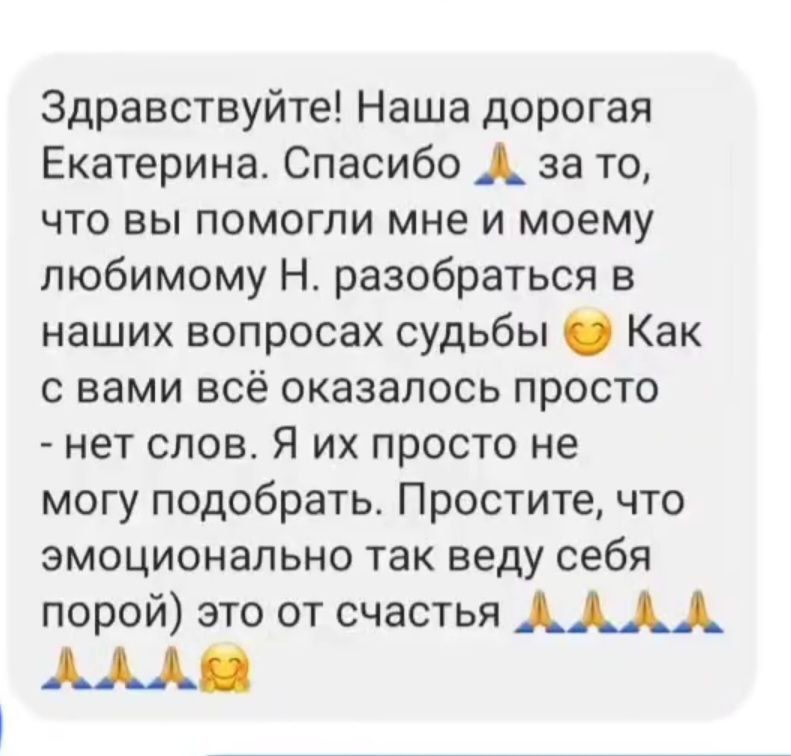 Здравствуйте! Наша дорогая
Екатерина. Спасибо 🙏 за то,
что вы помогли мне и моему
любимому Н. разобраться в
наших вопросах судьбы 😊 Как
с вами всё оказалось просто
- нет слов. Я их просто не
могу подобрать. Простите, что
эмоционально так веду себя
порой) это от счастья 🙏🙏🙏🙏
🙏🙏🙏🤗